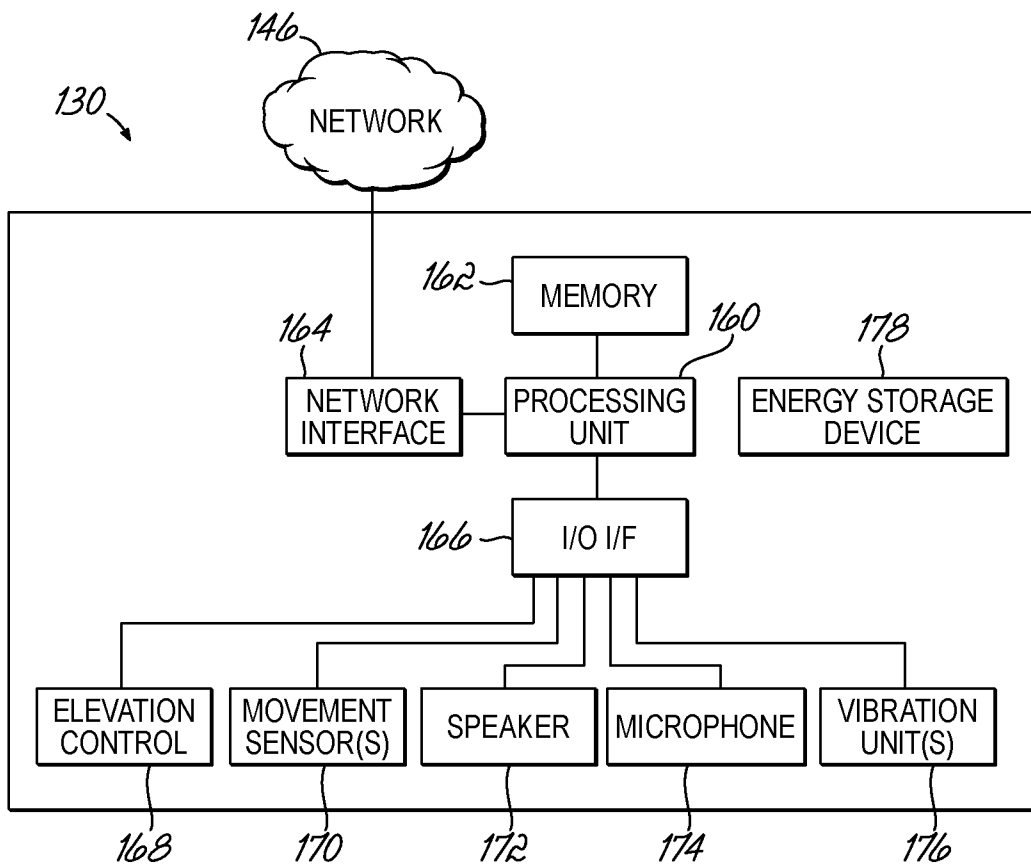 146
130
NETWORK
162
MEMORY
164
160
178
NETWORK
INTERFACE
PROCESSING
UNIT
ENERGY STORAGE
DEVICE
166
I/O I/F
ELEVATION
CONTROL
MOVEMENT
SENSOR(S)
SPEAKER
MICROPHONE
VIBRATION
UNIT(S)
168
170
172
174
176